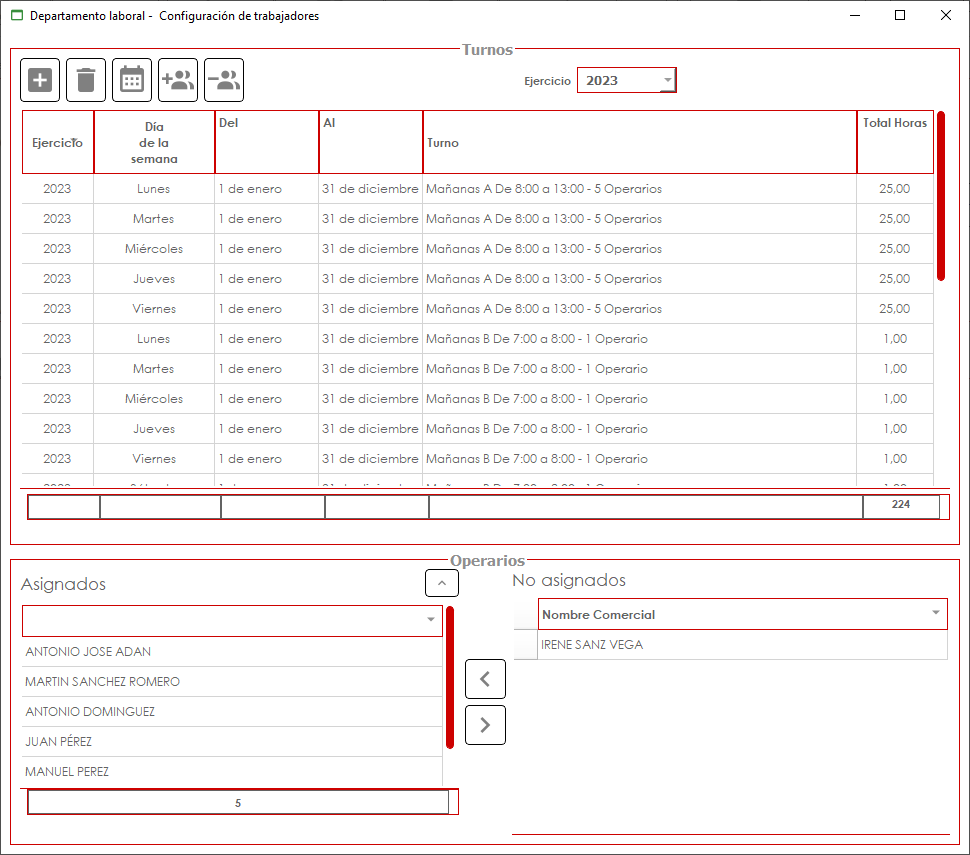 Departamento laboral - Configuración de trabajadores
Turnos
Ejercicio 2023
Ejercicio Día de la semana Del Al Turno Total Horas
2023 Lunes 1 de enero 31 de diciembre Mañanas A De 8:00 a 13:00 - 5 Operarios 25,00
2023 Martes 1 de enero 31 de diciembre Mañanas A De 8:00 a 13:00 - 5 Operarios 25,00
2023 Miércoles 1 de enero 31 de diciembre Mañanas A De 8:00 a 13:00 - 5 Operarios 25,00
2023 Jueves 1 de enero 31 de diciembre Mañanas A De 8:00 a 13:00 - 5 Operarios 25,00
2023 Viernes 1 de enero 31 de diciembre Mañanas A De 8:00 a 13:00 - 5 Operarios 25,00
2023 Lunes 1 de enero 31 de diciembre Mañanas B De 7:00 a 8:00 - 1 Operario 1,00
2023 Martes 1 de enero 31 de diciembre Mañanas B De 7:00 a 8:00 - 1 Operario 1,00
2023 Miércoles 1 de enero 31 de diciembre Mañanas B De 7:00 a 8:00 - 1 Operario 1,00
2023 Jueves 1 de enero 31 de diciembre Mañanas B De 7:00 a 8:00 - 1 Operario 1,00
2023 Viernes 1 de enero 31 de diciembre Mañanas B De 7:00 a 8:00 - 1 Operario 1,00
224
Operarios
Asignados
ANTONIO JOSE ADAN
MARTIN SANCHEZ ROMERO
ANTONIO DOMINGUEZ
JUAN PÉREZ
MANUEL PEREZ
5
No asignados
Nombre Comercial
IRENE SANZ VEGA